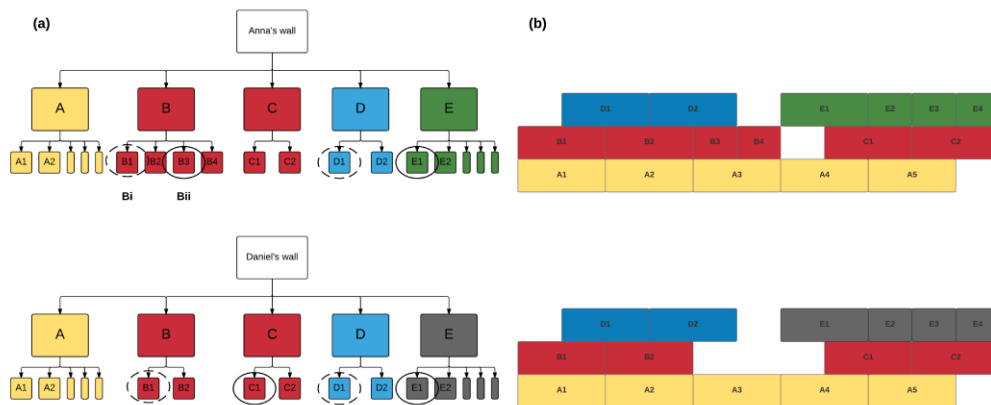 (a)
Anna's wall
A B C D E
A1 A2 B1 B2 B3 B4 C1 C2 D1 D2 E1 E2
Bi Bii
Daniel's wall
A B C D E
A1 A2 B1 B2 C1 C2 D1 D2 E1 E2
(b)
D1 D2 E1 E2 E3 E4
B1 B2 B3 B4 C1 C2
A1 A2 A3 A4 A5
D1 D2 E1 E2 E3 E4
B1 B2 C1 C2
A1 A2 A3 A4 A5